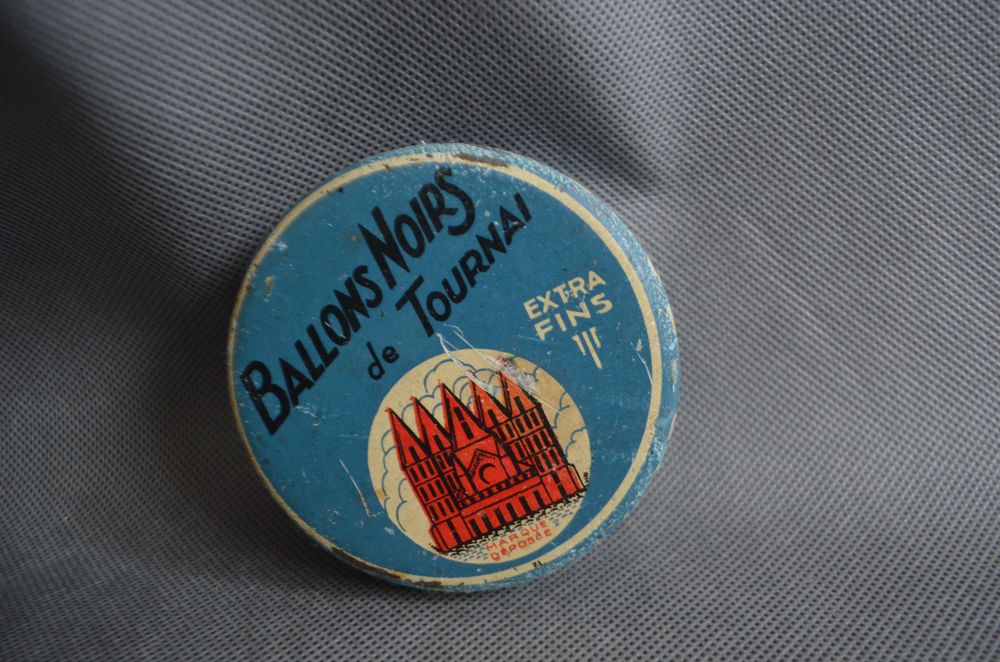 BALLONS NOIRS
de TOURNAI
EXTRA
FINS
MARQUE
DÉPOSÉE